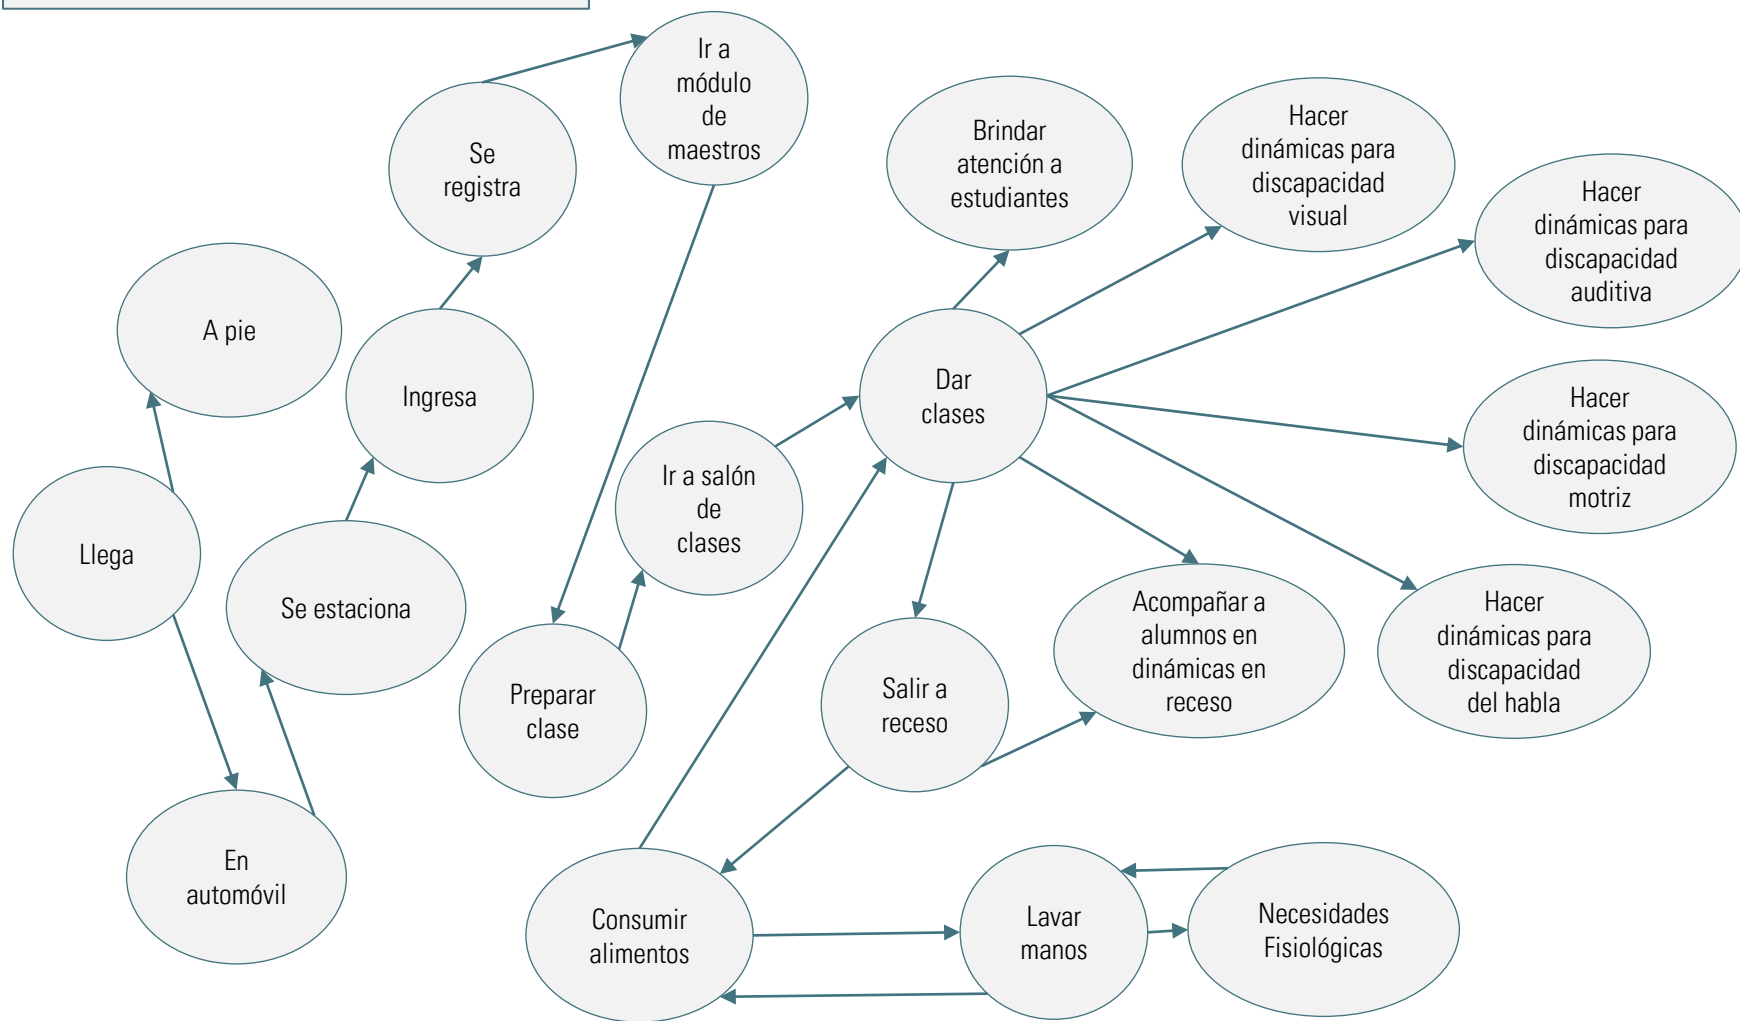 Ir a
módulo
de
maestros
Se
registra
Brindar
atención a
estudiantes
Hacer
dinámicas para
discapacidad
visual
Hacer
dinámicas para
discapacidad
auditiva
A pie
Ingresa
Dar
clases
Hacer
dinámicas para
discapacidad
motriz
Ir a salón
de
clases
Llega
Se estaciona
Acompañar a
alumnos en
dinámicas en
receso
Hacer
dinámicas para
discapacidad
del habla
Preparar
clase
Salir a
receso
En
automóvil
Consumir
alimentos
Lavar
manos
Necesidades
Fisiológicas